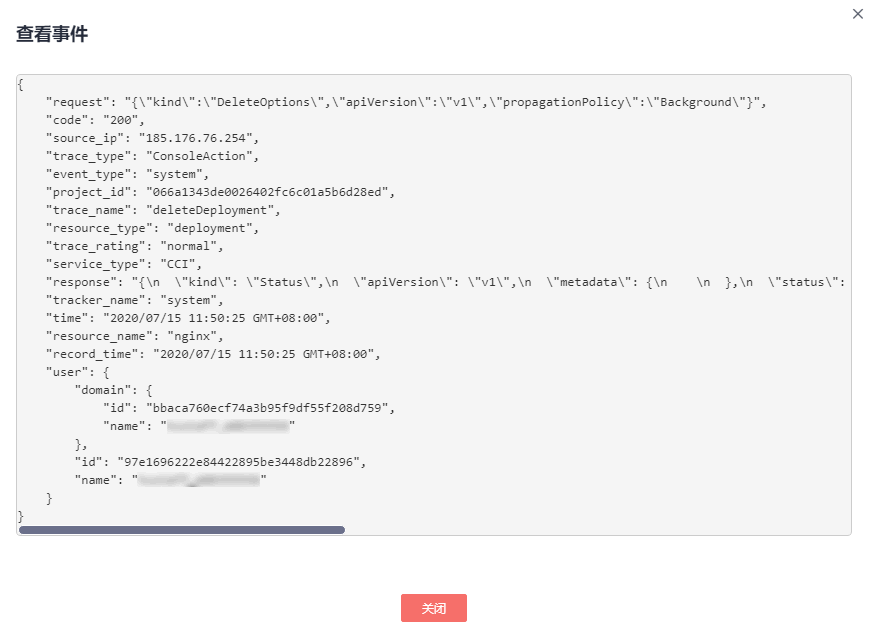 查看事件
{
    "request": "{\"kind\":\"DeleteOptions\",\"apiVersion\":\"v1\",\"propagationPolicy\":\"Background\"}",
    "code": "200",
    "source_ip": "185.176.76.254",
    "trace_type": "ConsoleAction",
    "event_type": "system",
    "project_id": "066a1343de0026402fc6c01a5b6d28ed",
    "trace_name": "deleteDeployment",
    "resource_type": "deployment",
    "trace_rating": "normal",
    "service_type": "CCI",
    "response": "{\n  \"kind\": \"Status\",\n  \"apiVersion\": \"v1\",\n  \"metadata\": {\n    \n  },\n  \"status\":
    "tracker_name": "system",
    "time": "2020/07/15 11:50:25 GMT+08:00",
    "resource_name": "nginx",
    "record_time": "2020/07/15 11:50:25 GMT+08:00",
    "user": {
        "domain": {
            "id": "bbaca760ecf74a3b95f9df55f208d759",
            "name": " "
        },
        "id": "97e1696222e84422895be3448db22896",
        "name": " "
    }
}
关闭